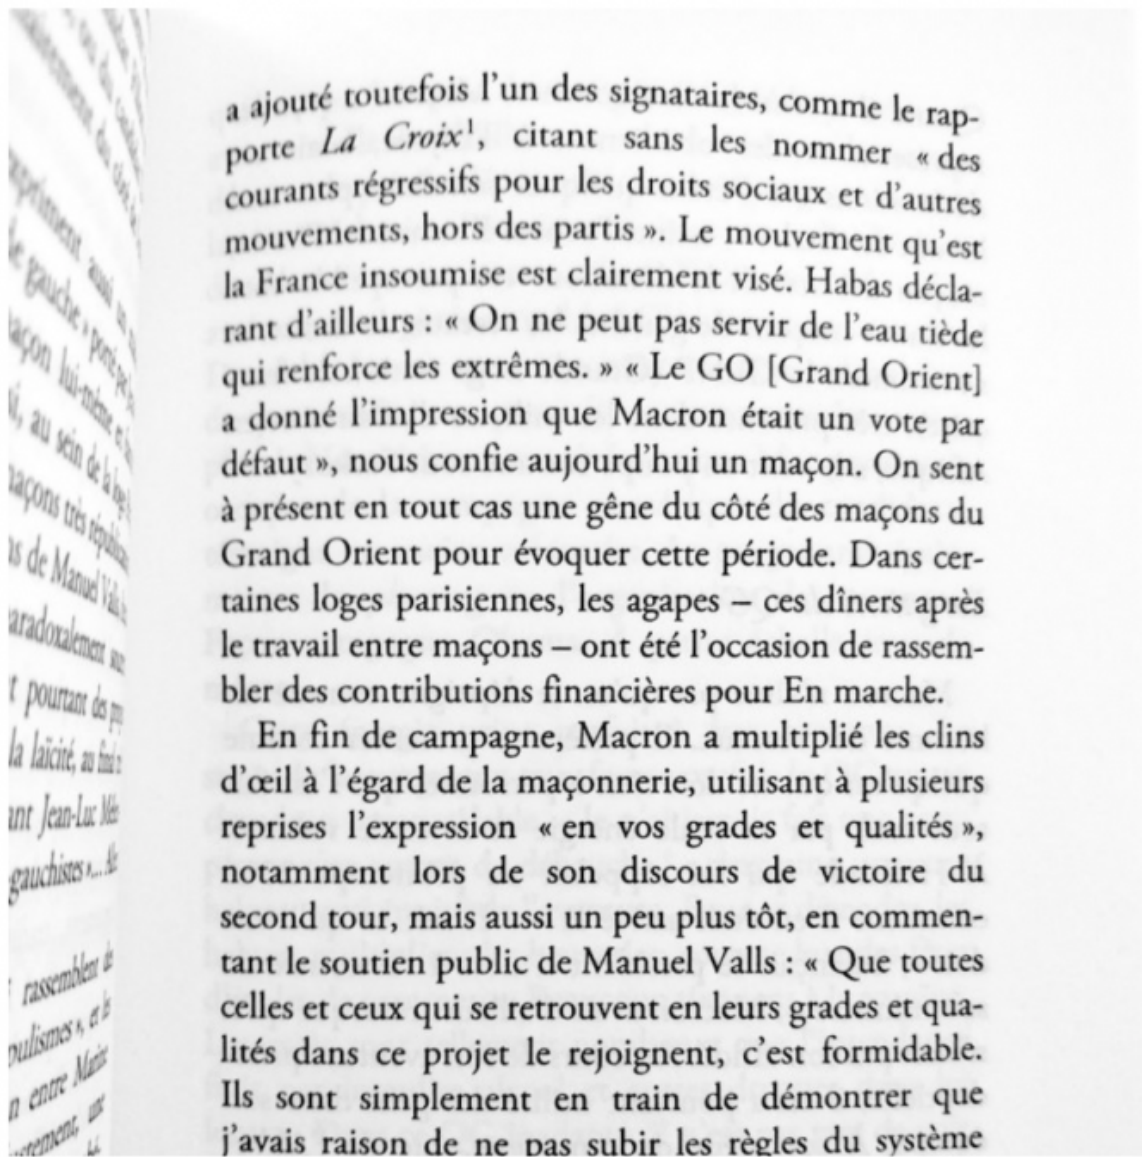 a ajouté toutefois l'un des signataires, comme le rap-
porte La Croix¹, citant sans les nommer « des
courants régressifs pour les droits sociaux et d'autres
mouvements, hors des partis ». Le mouvement qu'est
la France insoumise est clairement visé. Habas décla-
rant d'ailleurs : « On ne peut pas servir de l'eau tiède
qui renforce les extrêmes. » « Le GO [Grand Orient]
a donné l'impression que Macron était un vote par
défaut », nous confie aujourd'hui un maçon. On sent
à présent en tout cas une gêne du côté des maçons du
Grand Orient pour évoquer cette période. Dans cer-
taines loges parisiennes, les agapes – ces dîners après
le travail entre maçons – ont été l'occasion de rassem-
bler des contributions financières pour En marche.
En fin de campagne, Macron a multiplié les clins
d'œil à l'égard de la maçonnerie, utilisant à plusieurs
reprises l'expression « en vos grades et qualités »,
notamment lors de son discours de victoire du
second tour, mais aussi un peu plus tôt, en commen-
tant le soutien public de Manuel Valls : « Que toutes
celles et ceux qui se retrouvent en leurs grades et qua-
lités dans ce projet le rejoignent, c'est formidable.
Ils sont simplement en train de démontrer que
j'avais raison de ne pas subir les règles du système